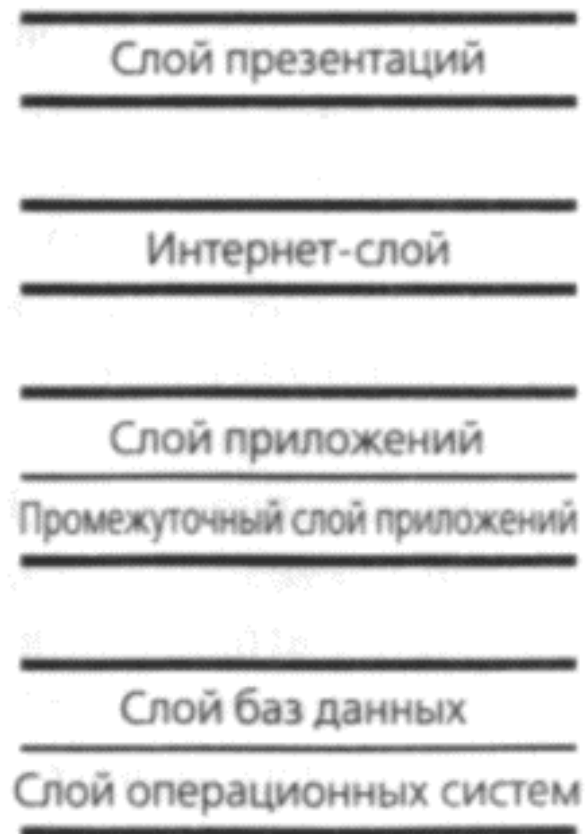 Слой презентаций
Интернет-слой
Слой приложений
Промежуточный слой приложений
Слой баз данных
Слой операционных систем